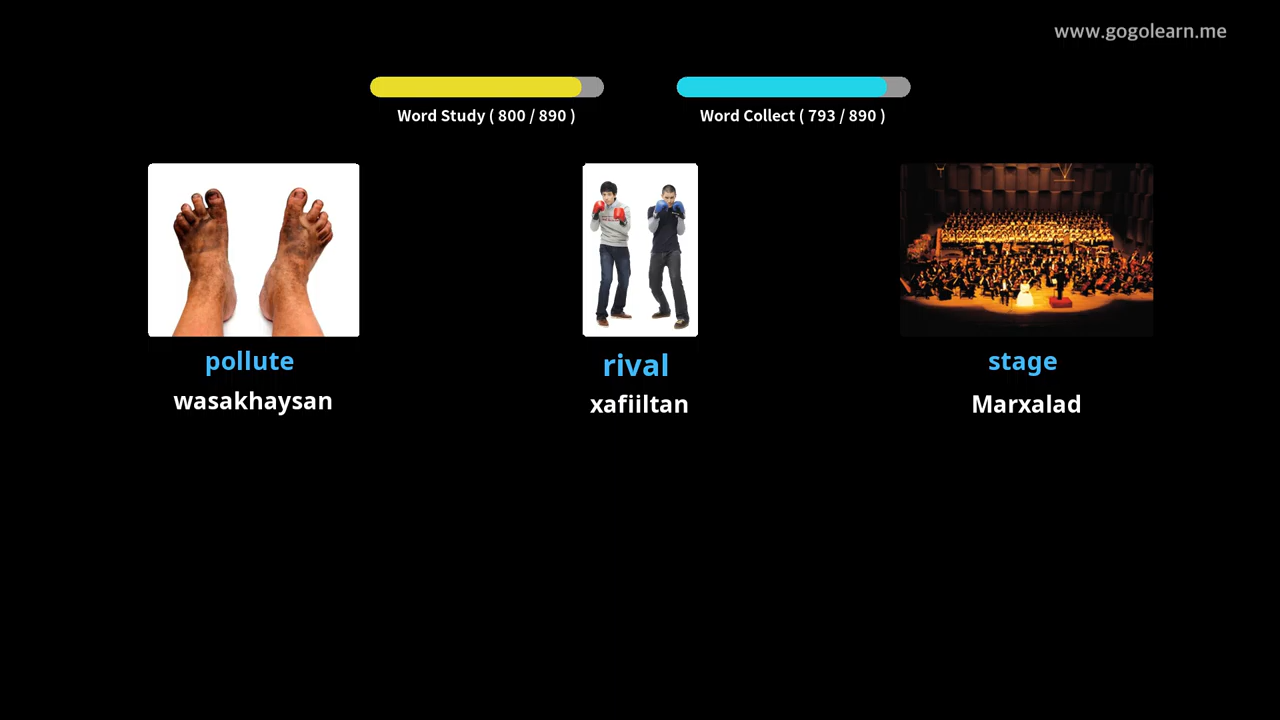 www.gogolearn.me
Word Study ( 800 / 890 )
Word Collect ( 793 / 890 )
pollute
wasakhaysan
rival
xafiiltan
stage
Marxalad